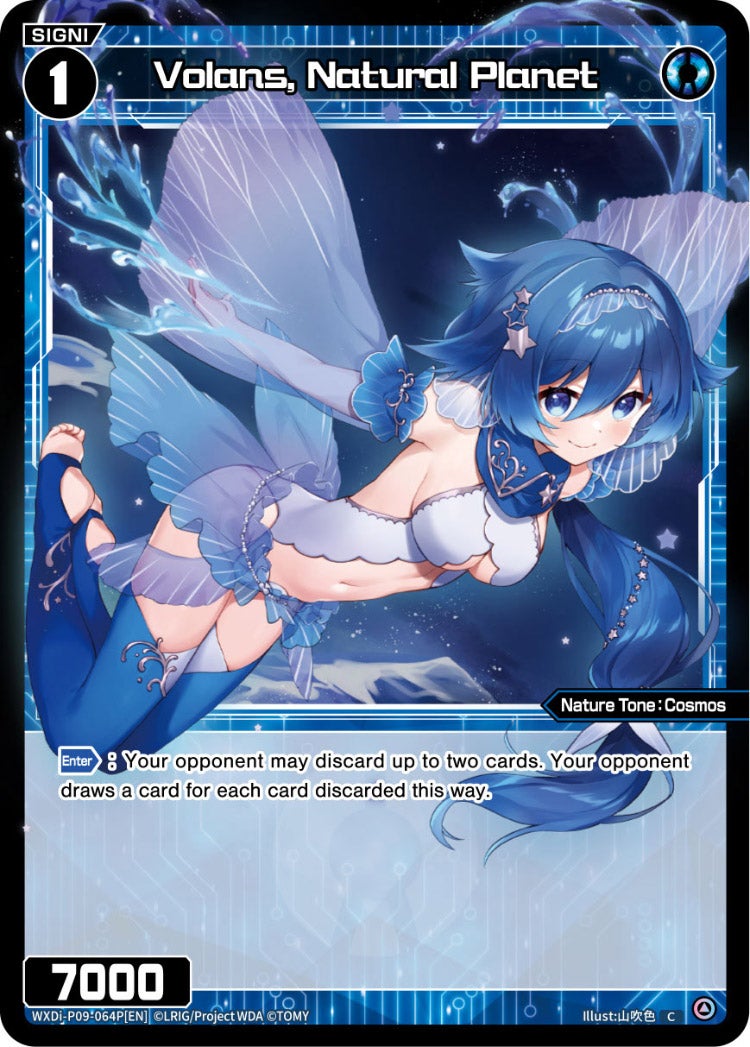 SIGNI
1
Volans, Natural Planet
Nature Tone:Cosmos
Enter : Your opponent may discard up to two cards. Your opponent
draws a card for each card discarded this way.
7000
WXDi-P09-064P[EN] ©LRIG/Project WDA ©TOMY
Illust:山吹色 C